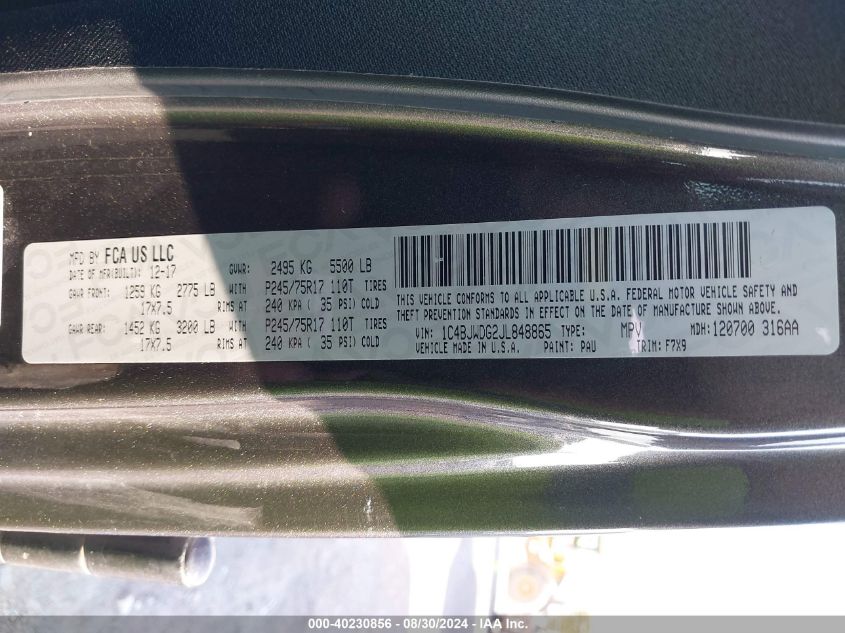 MFD BY FCA US LLC
DATE OF MFR(BUILT): 12-17 GVWR: 2495 KG 5500 LB
GAWR FRONT: 1259 KG 2775 LB WITH P245/75R17 110T TIRES
17X7.5 RIMS AT 240 KPA ( 35 PSI) COLD
GAWR REAR: 1452 KG 3200 LB WITH P245/75R17 110T TIRES
17X7.5 RIMS AT 240 KPA ( 35 PSI) COLD
THIS VEHICLE CONFORMS TO ALL APPLICABLE U.S.A. FEDERAL MOTOR VEHICLE SAFETY AND
THEFT PREVENTION STANDARDS IN EFFECT ON THE DATE OF MANUFACTURE SHOWN ABOVE.
VIN: 1C4BJWDG2JL848865 TYPE: MPV MDH: 120700 316AA
VEHICLE MADE IN U.S.A. PAINT: PAU TRIM: F7X9
000-40230856 - 08/30/2024 - IAA Inc.